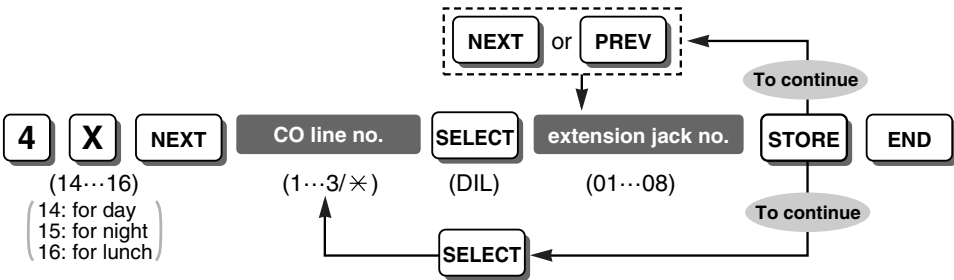 NEXT or PREV
To continue
4 X NEXT CO line no. SELECT extension jack no. STORE END
(14···16) (1···3/✳) (DIL) (01···08)
14: for day
15: for night
16: for lunch
To continue
SELECT